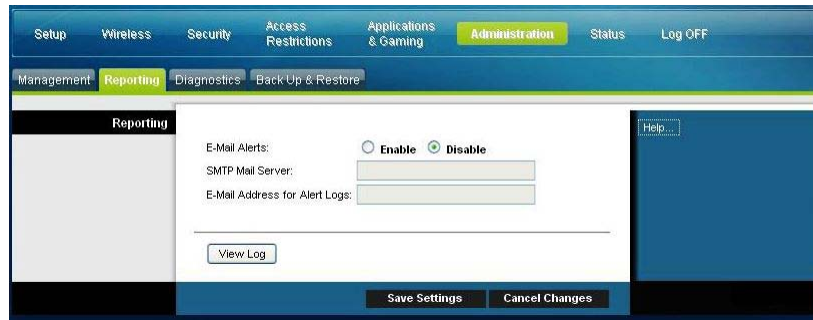 Setup Wireless Security Access Restrictions Applications & Gaming Administration Status Log OFF
Management Reporting Diagnostics Back Up & Restore
Reporting
Help...
E-Mail Alerts: Enable Disable
SMTP Mail Server:
E-Mail Address for Alert Logs:
View Log
Save Settings Cancel Changes